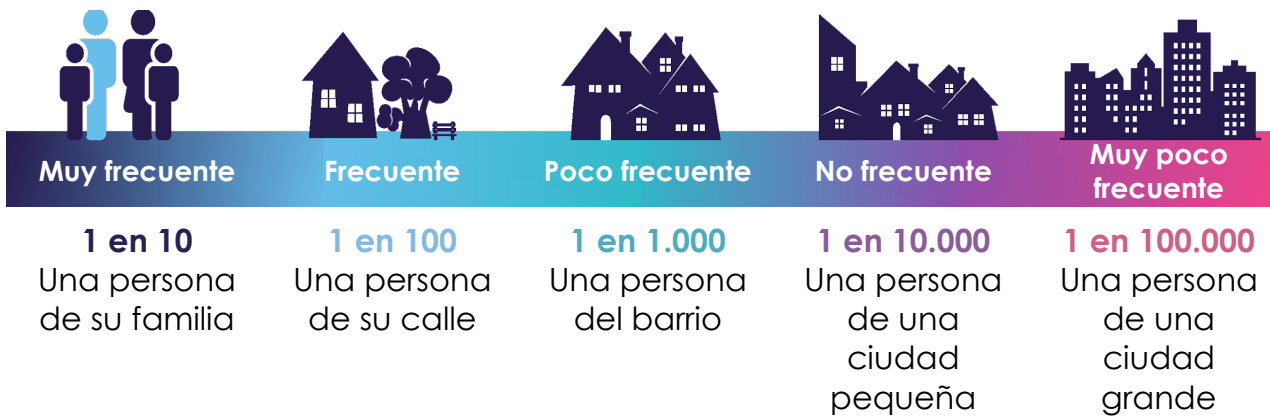 Muy frecuente
Frecuente
Poco frecuente
No frecuente
Muy poco
frecuente
1 en 10
Una persona
de su familia
1 en 100
Una persona
de su calle
1 en 1.000
Una persona
del barrio
1 en 10.000
Una persona
de una
ciudad
pequeña
1 en 100.000
Una persona
de una
ciudad
grande